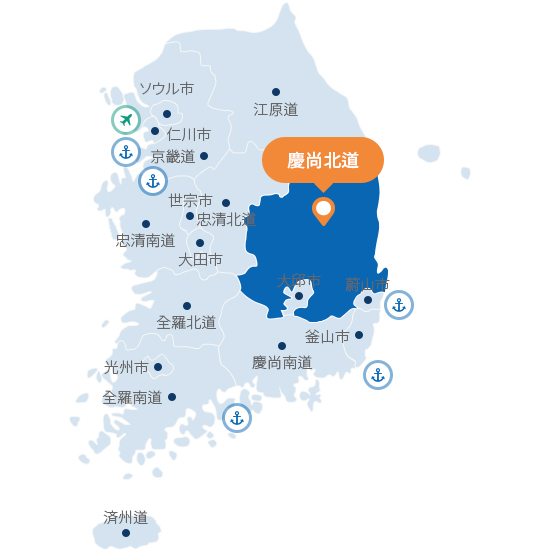 ソウル市
江原道
仁川市
京畿道
慶尚北道
世宗市
忠清北道
忠清南道
大田市
大邱市
蔚山市
全羅北道
釜山市
慶尚南道
光州市
全羅南道
済州道